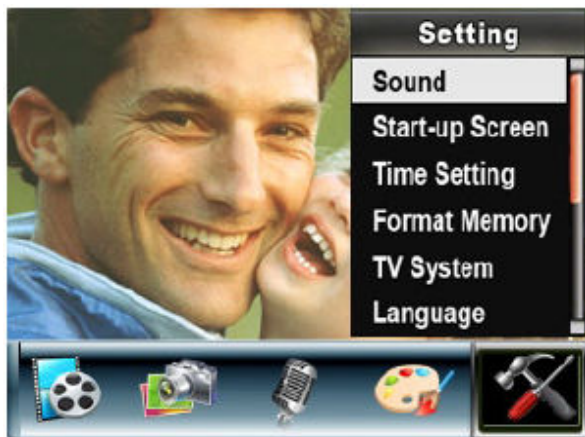 Setting
Sound
Start-up Screen
Time Setting
Format Memory
TV System
Language